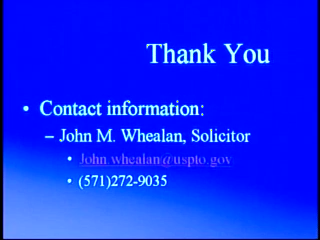 Thank You
• Contact information:
– John M. Whealan, Solicitor
• John.whealan@uspto.gov
• (571)272-9035